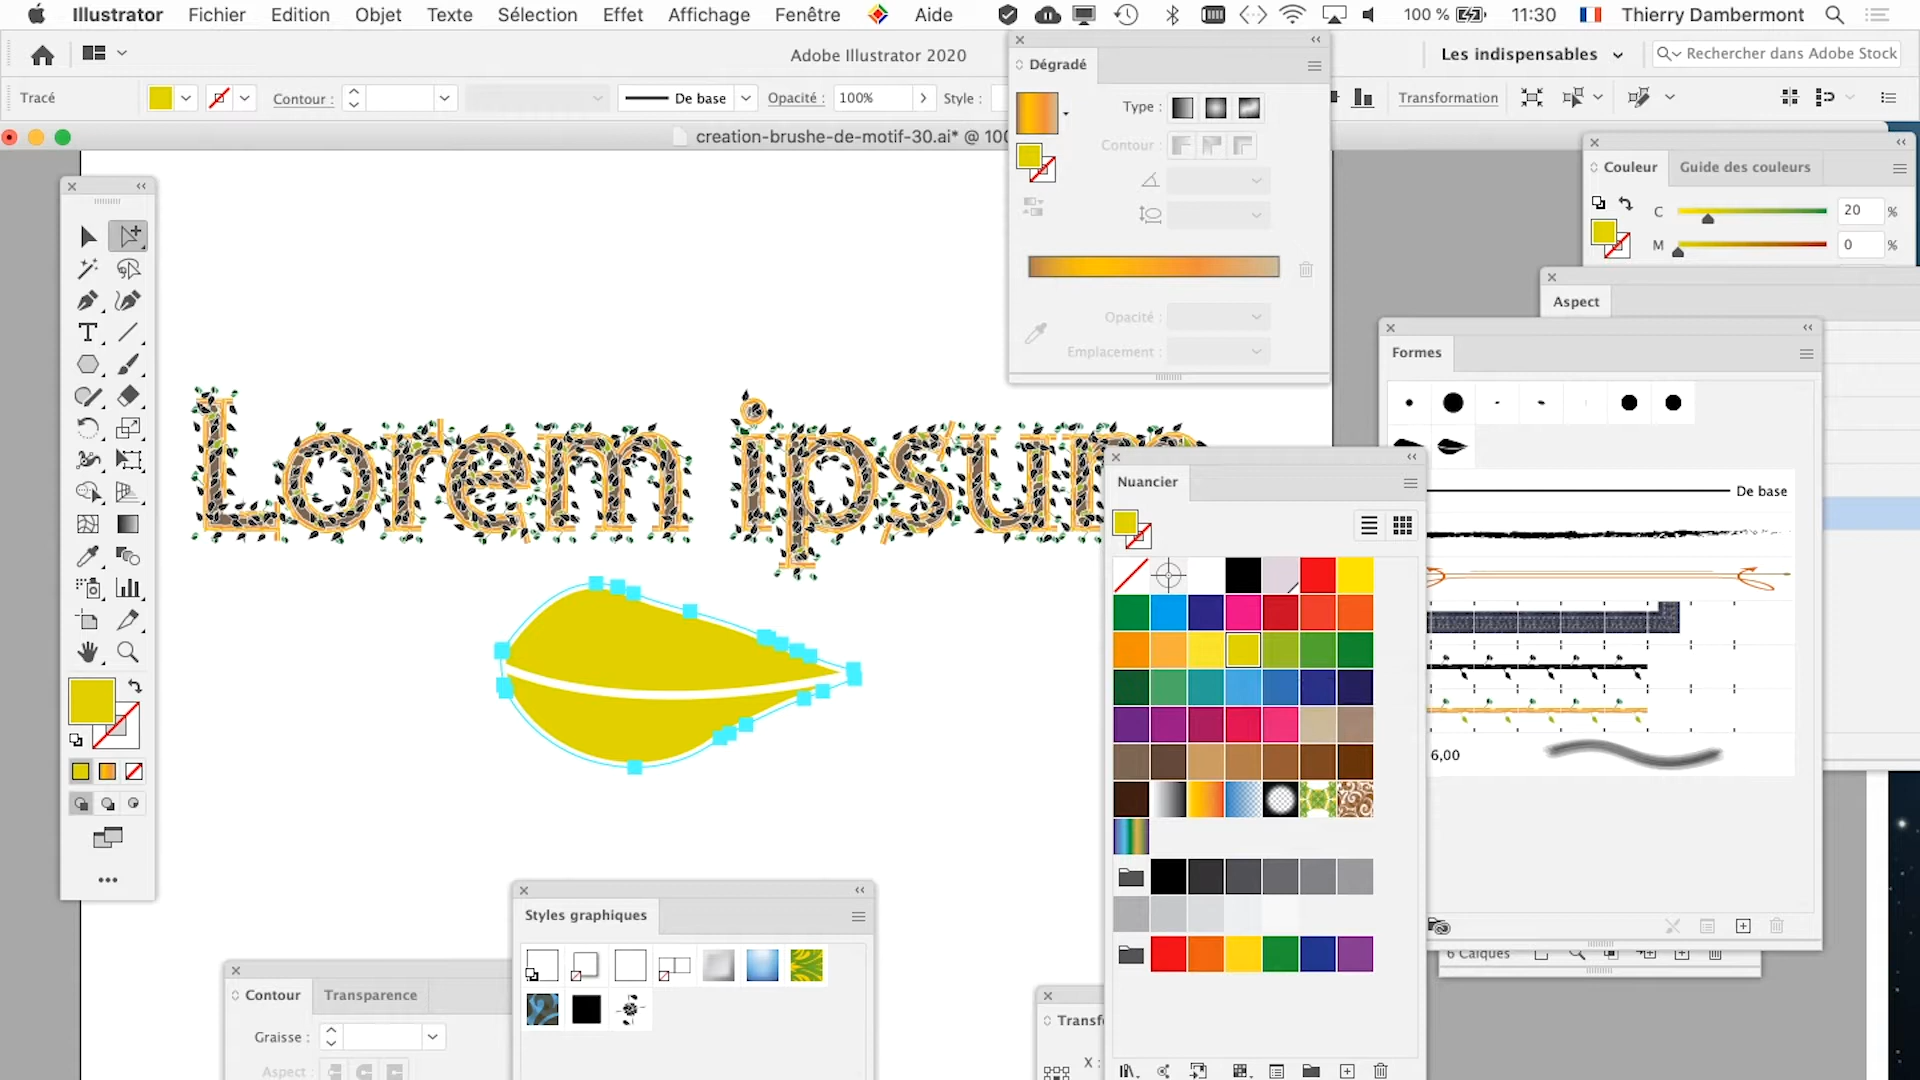 Illustrator Fichier Edition Objet Texte Sélection Effet Affichage Fenêtre Aide 100 % 11:30 Thierry Dambermont
Adobe Illustrator 2020
Les indispensables
Rechercher dans Adobe Stock
Tracé
Contour :
De base
Opacité : 100%
Style :
Transformation
creation-brushe-de-motif-30.ai* @ 100
Dégradé
Type :
Contour :
Opacité :
Emplacement :
Couleur Guide des couleurs
C 20 %
M 0 %
Aspect
Formes
De base
6,00
6 Calques
Lorem ipsum
Nuancier
Styles graphiques
Contour Transparence
Graisse :
Aspect :
Transf
X :